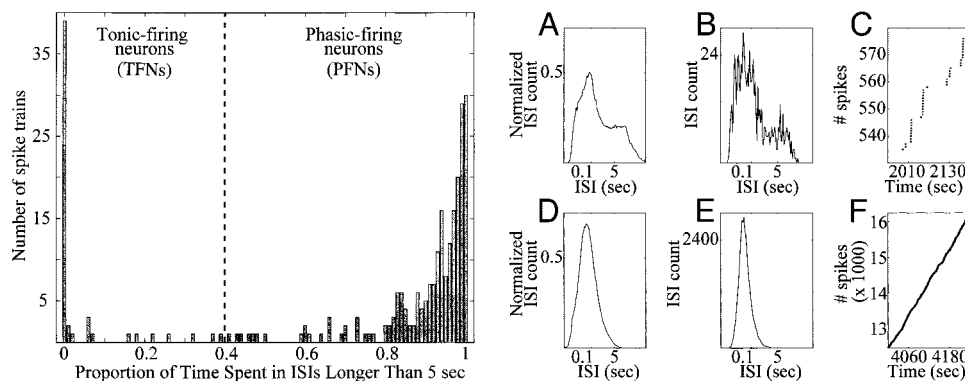 Number of spike trains
35
25
15
5
Tonic-firing
neurons
(TFNs)
Phasic-firing
neurons
(PFNs)
0 0.2 0.4 0.6 0.8 1
Proportion of Time Spent in ISIs Longer Than 5 sec
A
Normalized
ISI count
0.5
0.1 5
ISI (sec)
B
ISI count
24
0.1 5
ISI (sec)
C
# spikes
570
560
550
540
2010 2130
Time (sec)
D
Normalized
ISI count
0.5
0.1 5
ISI (sec)
E
ISI count
2400
0.1 5
ISI (sec)
F
# spikes
(x 1000)
16
15
14
13
4060 4180
Time (sec)